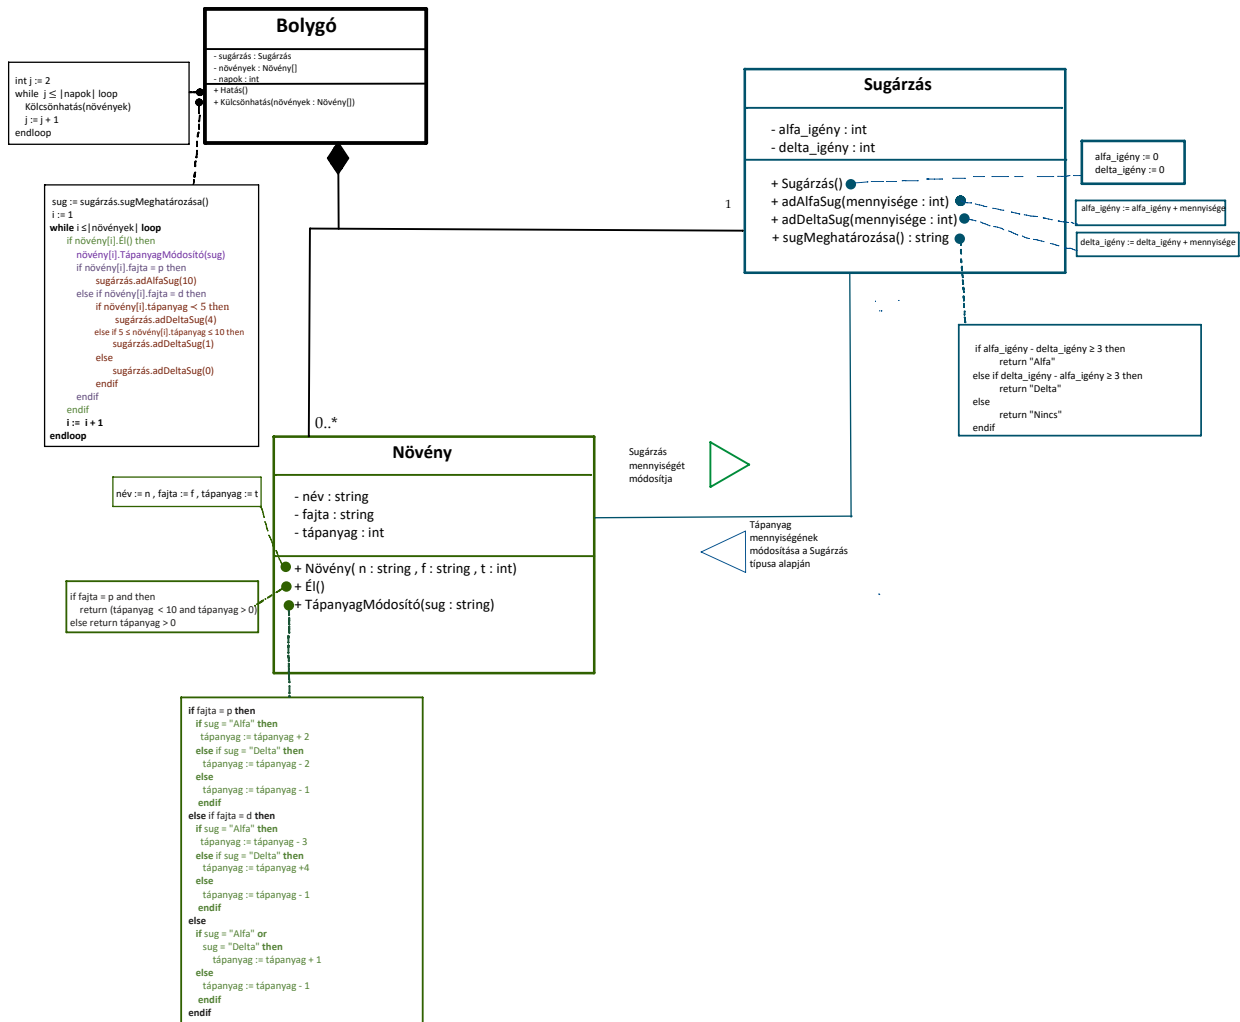 Bolygó
- sugárzás : Sugárzás
- növények : Növény[]
- napok : int
+ Hatás()
+ Külcsönhatás(növények : Növény[])
int j := 2
while j ≤ |napok| loop
Kölcsönhatás(növények)
j := j + 1
endloop
sug := sugárzás.sugMeghatározása()
i := 1
while i ≤|növények| loop
if növény[i].Él() then
növény[i].TápanyagMódosító(sug)
if növény[i].fajta = p then
sugárzás.adAlfaSug(10)
else if növény[i].fajta = d then
if növény[i].tápanyag < 5 then
sugárzás.adDeltaSug(4)
else if 5 ≤ növény[i].tápanyag ≤ 10 then
sugárzás.adDeltaSug(1)
else
sugárzás.adDeltaSug(0)
endif
endif
endif
i := i + 1
endloop
Sugárzás
- alfa_igény : int
- delta_igény : int
+ Sugárzás()
+ adAlfaSug(mennyisége : int)
+ adDeltaSug(mennyisége : int)
+ sugMeghatározása() : string
alfa_igény := 0
delta_igény := 0
alfa_igény := alfa_igény + mennyisége
delta_igény := delta_igény + mennyisége
1
if alfa_igény - delta_igény ≥ 3 then
return "Alfa"
else if delta_igény - alfa_igény ≥ 3 then
return "Delta"
else
return "Nincs"
endif
0..*
Növény
- név : string
- fajta : string
- tápanyag : int
+ Növény( n : string , f : string , t : int)
+ Él()
+ TápanyagMódosító(sug : string)
Sugárzás
mennyiségét
módosítja
Tápanyag
mennyiségének
módosítása a Sugárzás
típusa alapján
név := n , fajta := f , tápanyag := t
if fajta = p and then
return (tápanyag < 10 and tápanyag > 0)
else return tápanyag > 0
if fajta = p then
if sug = "Alfa" then
tápanyag := tápanyag + 2
else if sug = "Delta" then
tápanyag := tápanyag - 2
else
tápanyag := tápanyag - 1
endif
else if fajta = d then
if sug = "Alfa" then
tápanyag := tápanyag - 3
else if sug = "Delta" then
tápanyag := tápanyag +4
else
tápanyag := tápanyag - 1
endif
else
if sug = "Alfa" or
sug = "Delta" then
tápanyag := tápanyag + 1
else
tápanyag := tápanyag - 1
endif
endif